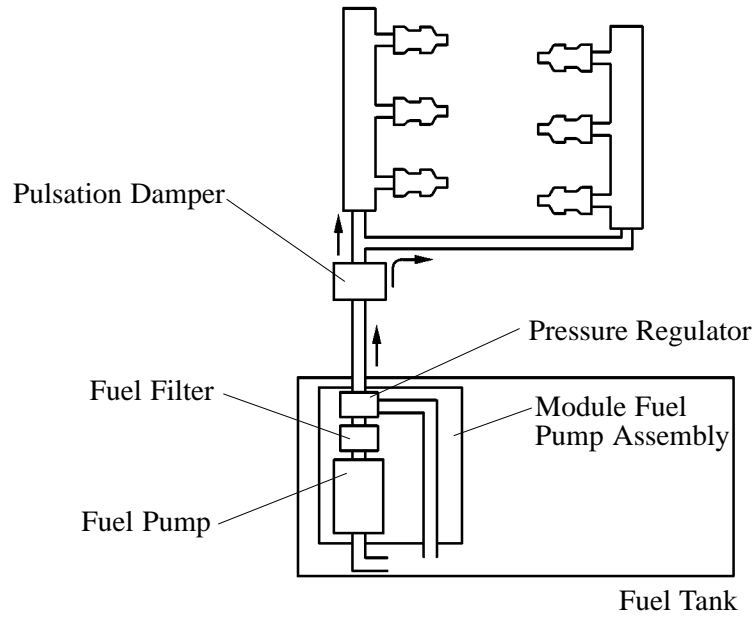 Pulsation Damper
Pressure Regulator
Fuel Filter
Module Fuel
Pump Assembly
Fuel Pump
Fuel Tank